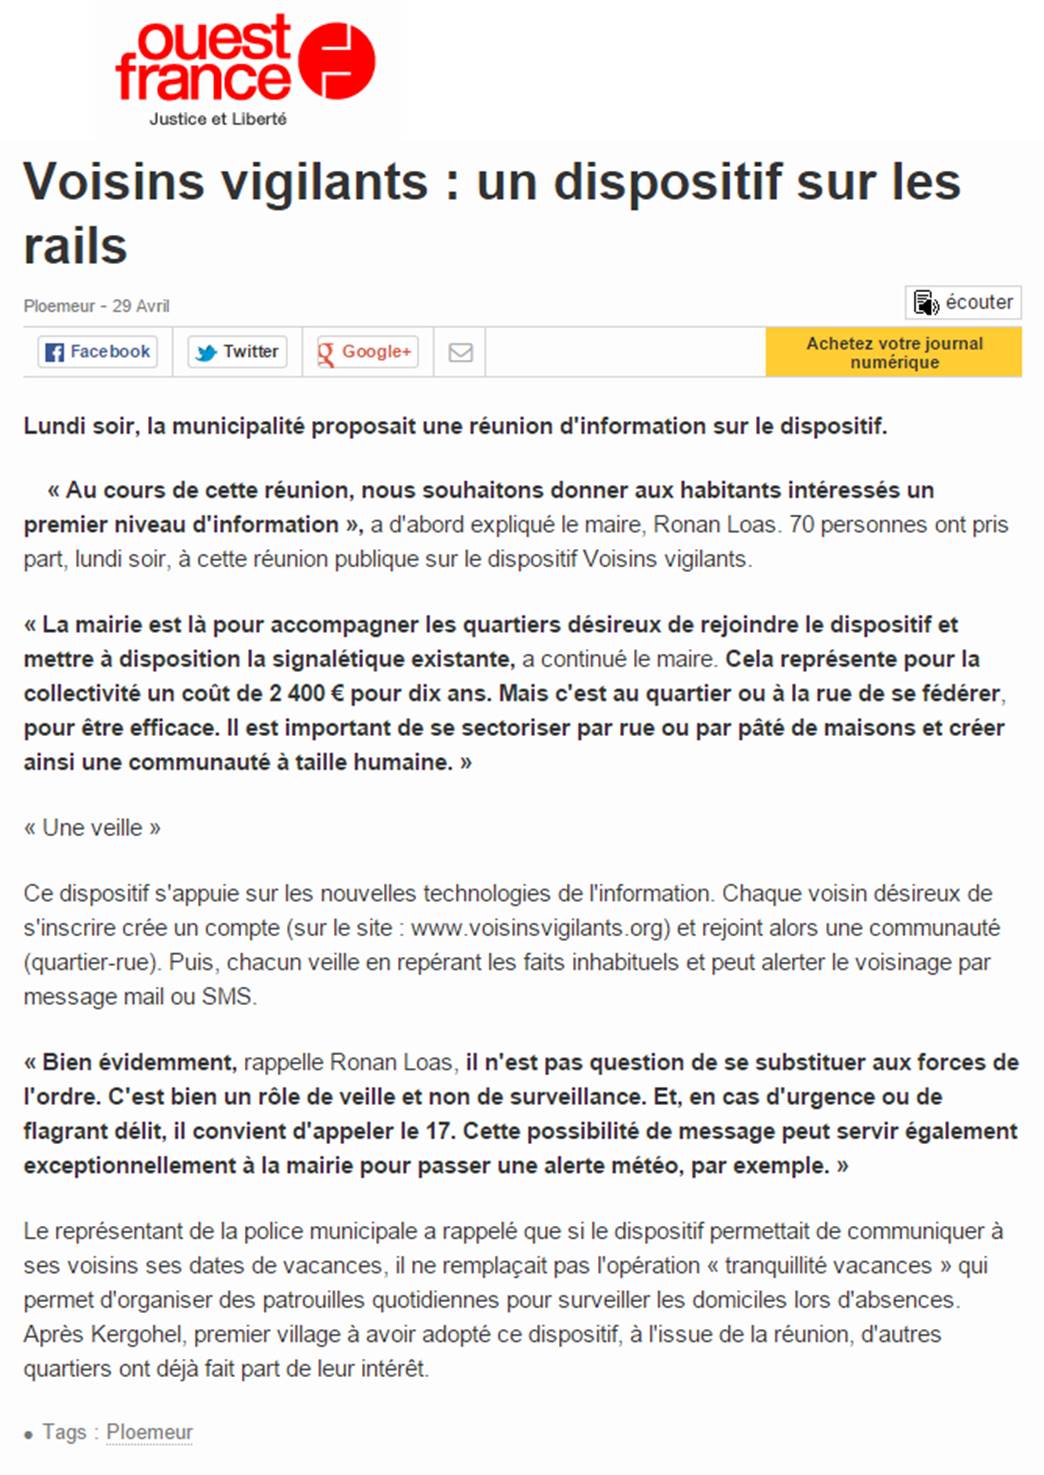 ouest
france
Justice et Liberté
Voisins vigilants : un dispositif sur les
rails
Ploemeur - 29 Avril
écouter
Facebook
Twitter
Google+
Achetez votre journal
numérique
Lundi soir, la municipalité proposait une réunion d'information sur le dispositif.
« Au cours de cette réunion, nous souhaitons donner aux habitants intéressés un
premier niveau d'information », a d'abord expliqué le maire, Ronan Loas. 70 personnes ont pris
part, lundi soir, à cette réunion publique sur le dispositif Voisins vigilants.
« La mairie est là pour accompagner les quartiers désireux de rejoindre le dispositif et
mettre à disposition la signalétique existante, a continué le maire. Cela représente pour la
collectivité un coût de 2 400 € pour dix ans. Mais c'est au quartier ou à la rue de se fédérer,
pour être efficace. Il est important de se sectoriser par rue ou par pâté de maisons et créer
ainsi une communauté à taille humaine. »
« Une veille »
Ce dispositif s'appuie sur les nouvelles technologies de l'information. Chaque voisin désireux de
s'inscrire crée un compte (sur le site : www.voisinsvigilants.org) et rejoint alors une communauté
(quartier-rue). Puis, chacun veille en repérant les faits inhabituels et peut alerter le voisinage par
message mail ou SMS.
« Bien évidemment, rappelle Ronan Loas, il n'est pas question de se substituer aux forces de
l'ordre. C'est bien un rôle de veille et non de surveillance. Et, en cas d'urgence ou de
flagrant délit, il convient d'appeler le 17. Cette possibilité de message peut servir également
exceptionnellement à la mairie pour passer une alerte météo, par exemple. »
Le représentant de la police municipale a rappelé que si le dispositif permettait de communiquer à
ses voisins ses dates de vacances, il ne remplaçait pas l'opération « tranquillité vacances » qui
permet d'organiser des patrouilles quotidiennes pour surveiller les domiciles lors d'absences.
Après Kergohel, premier village à avoir adopté ce dispositif, à l'issue de la réunion, d'autres
quartiers ont déjà fait part de leur intérêt.
• Tags : Ploemeur